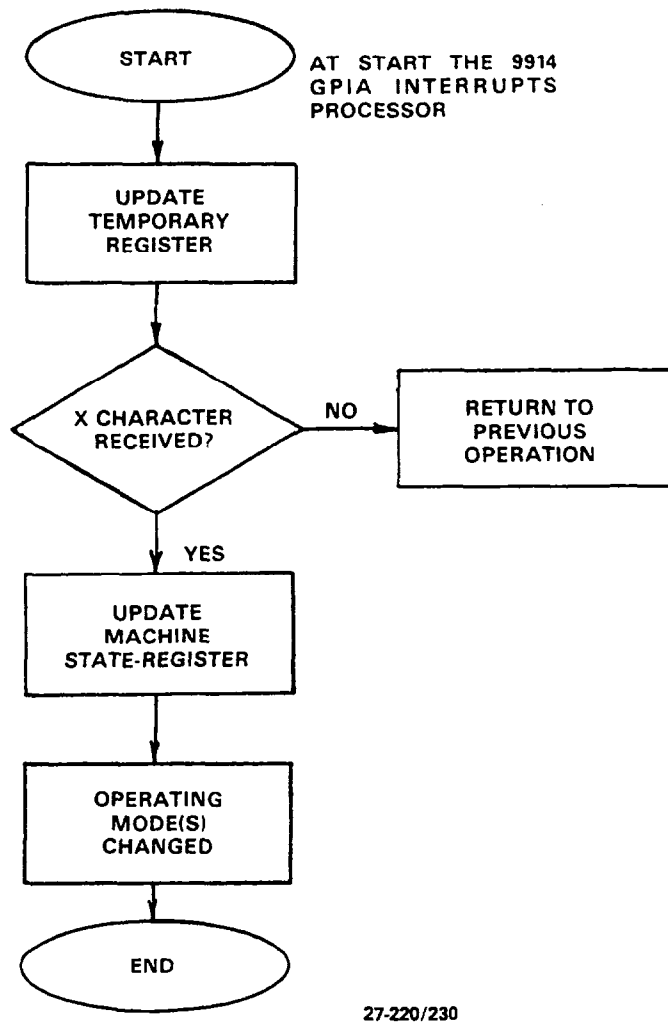 START
AT START THE 9914
GPIA INTERRUPTS
PROCESSOR
UPDATE
TEMPORARY
REGISTER
X CHARACTER
RECEIVED?
NO
RETURN TO
PREVIOUS
OPERATION
YES
UPDATE
MACHINE
STATE-REGISTER
OPERATING
MODE(S)
CHANGED
END
27-220/230